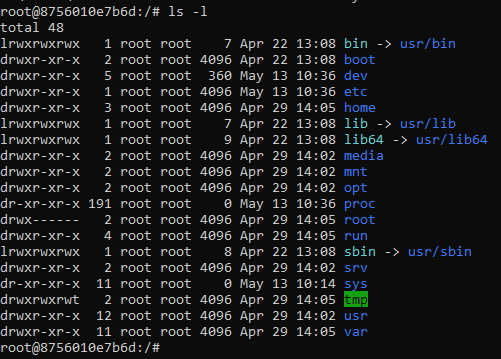 root@8756010e7b6d:/# ls -l
total 48
lrwxrwxrwx   1 root root    7 Apr 22 13:08 bin -> usr/bin
drwxr-xr-x   2 root root 4096 Apr 22 13:08 boot
drwxr-xr-x   5 root root  360 May 13 10:36 dev
drwxr-xr-x   1 root root 4096 May 13 10:36 etc
drwxr-xr-x   3 root root 4096 Apr 29 14:05 home
lrwxrwxrwx   1 root root    7 Apr 22 13:08 lib -> usr/lib
lrwxrwxrwx   1 root root    9 Apr 22 13:08 lib64 -> usr/lib64
drwxr-xr-x   2 root root 4096 Apr 29 14:02 media
drwxr-xr-x   2 root root 4096 Apr 29 14:02 mnt
drwxr-xr-x   2 root root 4096 Apr 29 14:02 opt
dr-xr-xr-x 191 root root    0 May 13 10:36 proc
drwx------   2 root root 4096 Apr 29 14:05 root
drwxr-xr-x   4 root root 4096 Apr 29 14:05 run
lrwxrwxrwx   1 root root    8 Apr 22 13:08 sbin -> usr/sbin
drwxr-xr-x   2 root root 4096 Apr 29 14:02 srv
dr-xr-xr-x  11 root root    0 May 13 10:14 sys
drwxrwxrwt   2 root root 4096 Apr 29 14:05 tmp
drwxr-xr-x  12 root root 4096 Apr 29 14:02 usr
drwxr-xr-x  11 root root 4096 Apr 29 14:05 var
root@8756010e7b6d:/#